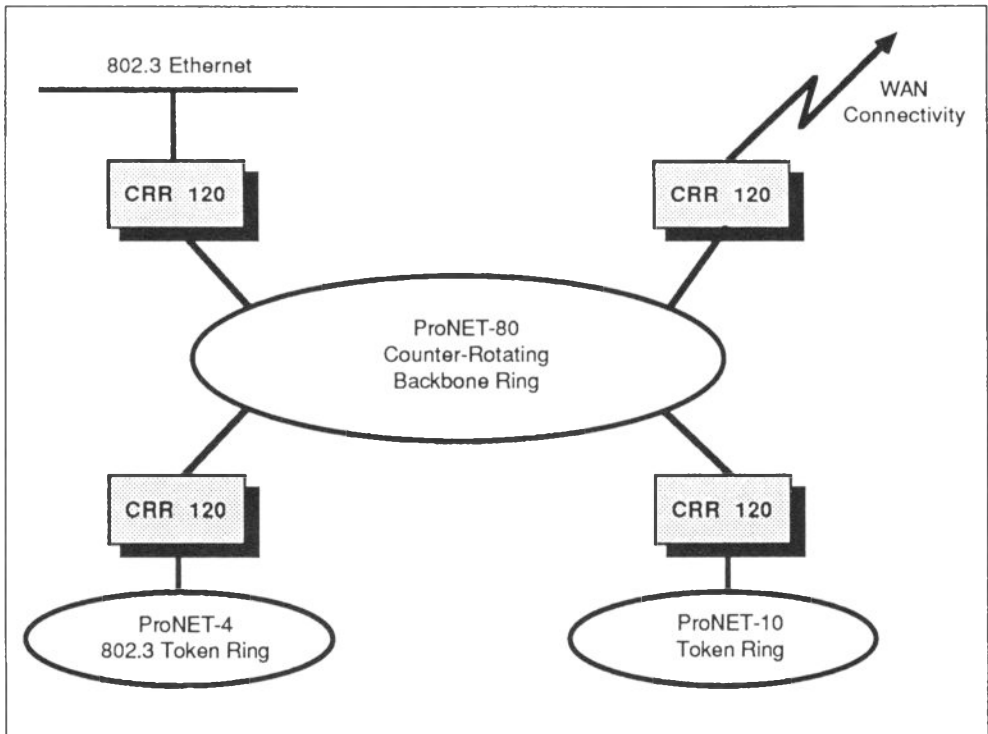 802.3 Ethernet
WAN
Connectivity
CRR 120
CRR 120
ProNET-80
Counter-Rotating
Backbone Ring
CRR 120
CRR 120
ProNET-4
802.3 Token Ring
ProNET-10
Token Ring